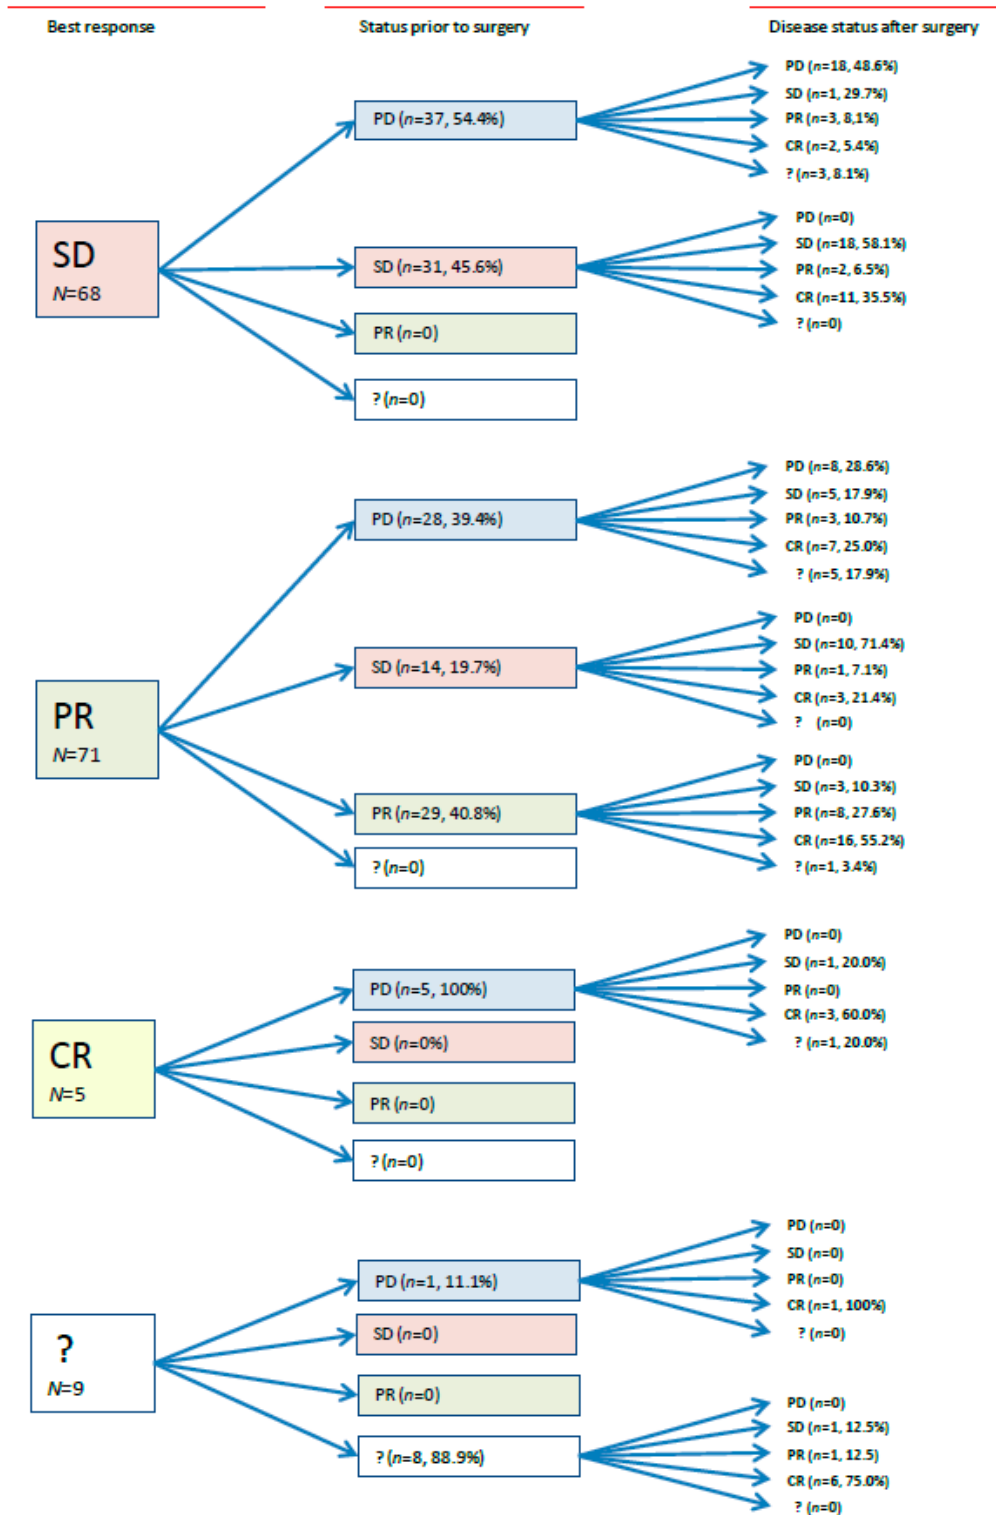 Best response
Status prior to surgery
Disease status after surgery
SD
N=68
PD (n=37, 54.4%)
PD (n=18, 48.6%)
SD (n=1, 29.7%)
PR (n=3, 8,1%)
CR (n=2, 5.4%)
? (n=3, 8.1%)
SD (n=31, 45.6%)
PD (n=0)
SD (n=18, 58.1%)
PR (n=2, 6.5%)
CR (n=11, 35.5%)
? (n=0)
PR (n=0)
? (n=0)
PR
N=71
PD (n=28, 39.4%)
PD (n=8, 28.6%)
SD (n=5, 17.9%)
PR (n=3, 10.7%)
CR (n=7, 25.0%)
? (n=5, 17.9%)
SD (n=14, 19.7%)
PD (n=0)
SD (n=10, 71.4%)
PR (n=1, 7.1%)
CR (n=3, 21.4%)
? (n=0)
PR (n=29, 40.8%)
PD (n=0)
SD (n=3, 10.3%)
PR (n=8, 27.6%)
CR (n=16, 55.2%)
? (n=1, 3.4%)
? (n=0)
CR
N=5
PD (n=5, 100%)
PD (n=0)
SD (n=1, 20.0%)
PR (n=0)
CR (n=3, 60.0%)
? (n=1, 20.0%)
SD (n=0%)
PR (n=0)
? (n=0)
?
N=9
PD (n=1, 11.1%)
PD (n=0)
SD (n=0)
PR (n=0)
CR (n=1, 100%)
? (n=0)
SD (n=0)
PR (n=0)
? (n=8, 88.9%)
PD (n=0)
SD (n=1, 12.5%)
PR (n=1, 12.5)
CR (n=6, 75.0%)
? (n=0)